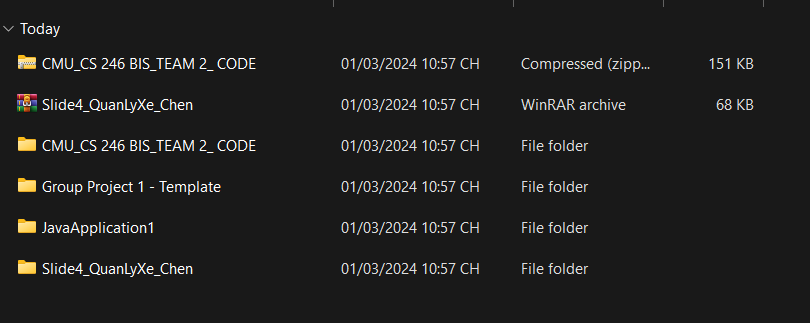 Today
CMU_CS 246 BIS_TEAM 2_ CODE 01/03/2024 10:57 CH Compressed (zipp... 151 KB
Slide4_QuanLyXe_Chen 01/03/2024 10:57 CH WinRAR archive 68 KB
CMU_CS 246 BIS_TEAM 2_ CODE 01/03/2024 10:57 CH File folder
Group Project 1 - Template 01/03/2024 10:57 CH File folder
JavaApplication1 01/03/2024 10:57 CH File folder
Slide4_QuanLyXe_Chen 01/03/2024 10:57 CH File folder